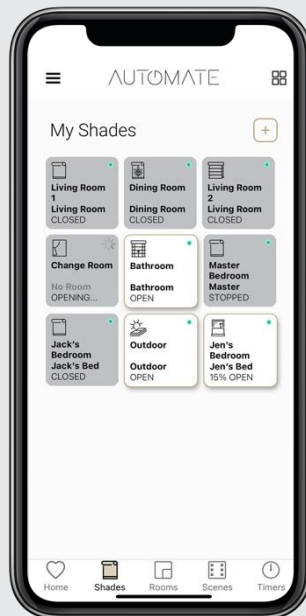 AUTOMATE
My Shades
Living Room
1
Living Room
CLOSED
Dining Room
Dining Room
CLOSED
Living Room
2
Living Room
CLOSED
Change Room
No Room
OPENING...
Bathroom
Bathroom
OPEN
Master
Bedroom
Master
STOPPED
Jack's
Bedroom
Jack's Bed
CLOSED
Outdoor
Outdoor
OPEN
Jen's
Bedroom
Jen's Bed
15% OPEN
Home
Shades
Rooms
Scenes
Timers